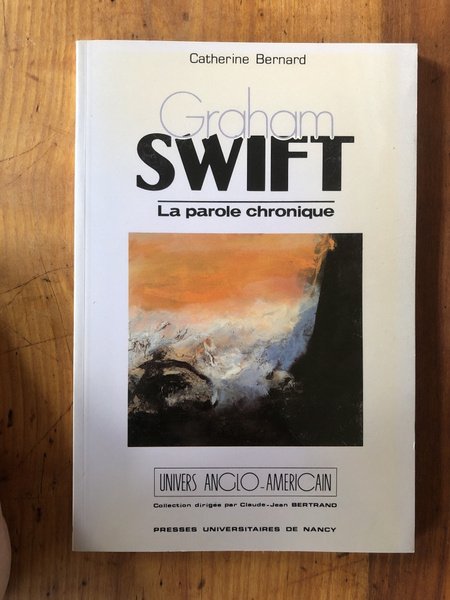 Catherine Bernard
Graham
SWIFT
La parole chronique
UNIVERS ANGLO-AMERICAIN
Collection dirigée par Claude-Jean BERTRAND
PRESSES UNIVERSITAIRES DE NANCY